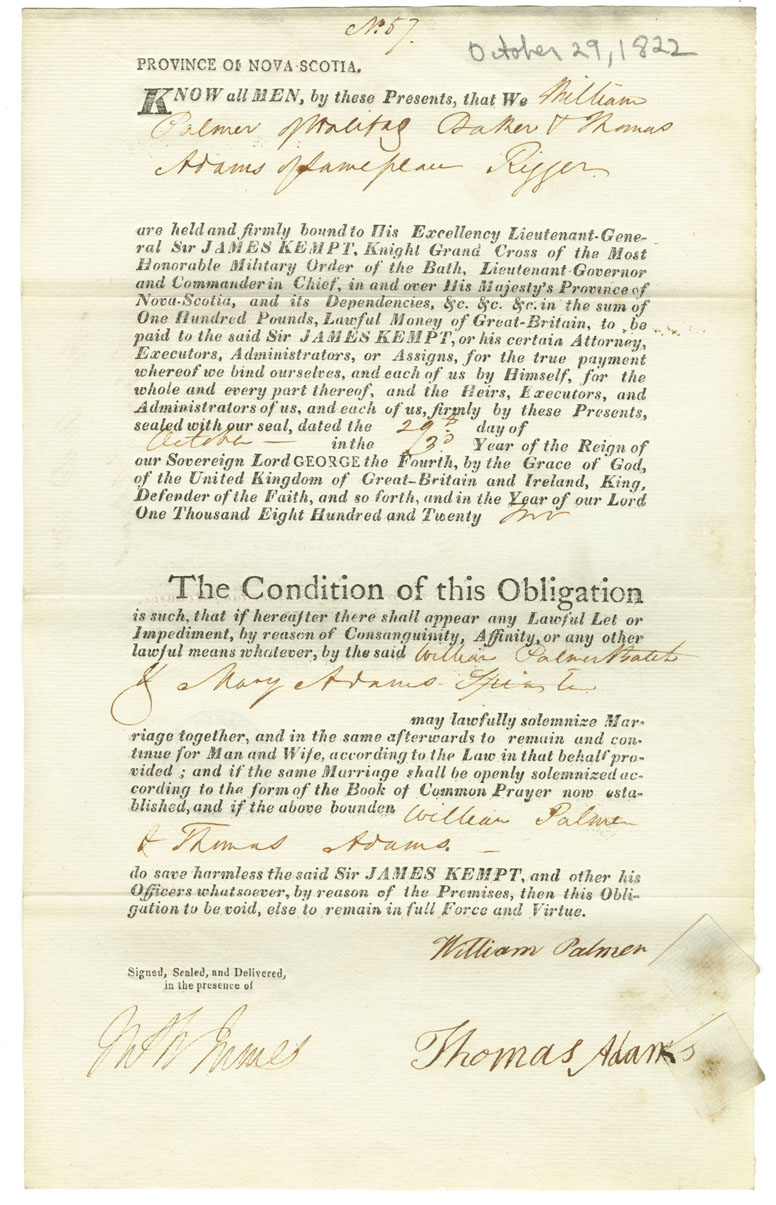 No. 57.
October 29, 1822
PROVINCE OF NOVA-SCOTIA.
KNOW all MEN, by these Presents, that We William
Palmer of Halifax Baker & Thomas
Adams of same place Rigger
are held and firmly bound to His Excellency Lieutenant-Gene-
ral Sir JAMES KEMPT, Knight Grand Cross of the Most
Honorable Military Order of the Bath, Lieutenant-Governor
and Commander in Chief, in and over His Majesty's Province of
Nova-Scotia, and its Dependencies, &c. &c. &c. in the sum of
One Hundred Pounds, Lawful Money of Great-Britain, to be
paid to the said Sir JAMES KEMPT, or his certain Attorney,
Executors, Administrators, or Assigns, for the true payment
whereof we bind ourselves, and each of us by Himself, for the
whole and every part thereof, and the Heirs, Executors, and
Administrators of us, and each of us, firmly by these Presents,
sealed with our seal, dated the 29th day of
October in the 3d Year of the Reign of
our Sovereign Lord GEORGE the Fourth, by the Grace of God,
of the United Kingdom of Great-Britain and Ireland, King,
Defender of the Faith, and so forth, and in the Year of our Lord
One Thousand Eight Hundred and Twenty two
The Condition of this Obligation
is such, that if hereafter there shall appear any Lawful Let or
Impediment, by reason of Consanguinity, Affinity, or any other
lawful means whatever, by the said William Palmer Batch
& Mary Adams Spinster
may lawfully solemnize Mar-
riage together, and in the same afterwards to remain and con-
tinue for Man and Wife, according to the Law in that behalf pro-
vided ; and if the same Marriage shall be openly solemnized ac-
cording to the form of the Book of Common Prayer now esta-
blished, and if the above bounden William Palmer
& Thomas Adams. —
do save harmless the said Sir JAMES KEMPT, and other his
Officers whatsoever, by reason of the Premises, then this Obli-
gation to be void, else to remain in full Force and Virtue.
William Palmer
Signed, Sealed, and Delivered,
in the presence of
Thomas Adams